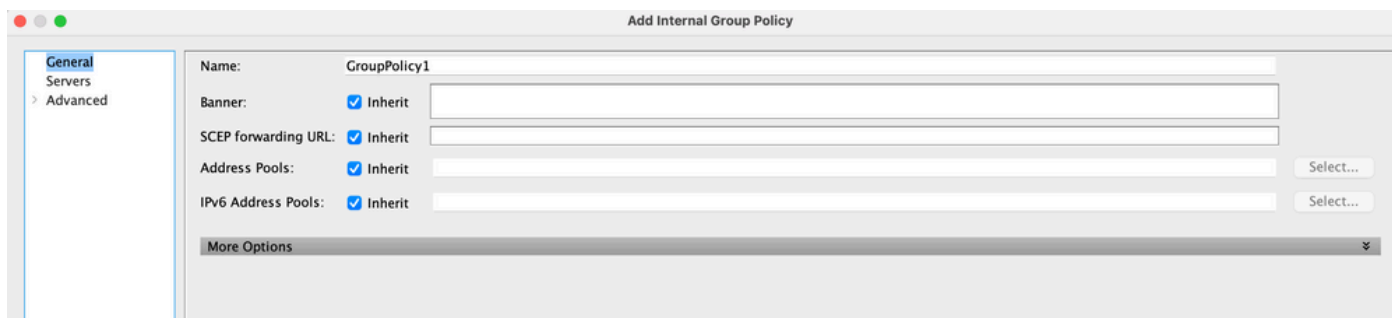 Add Internal Group Policy
General
Servers
Advanced
Name: GroupPolicy1
Banner: Inherit
SCEP forwarding URL: Inherit
Address Pools: Inherit Select...
IPv6 Address Pools: Inherit Select...
More Options